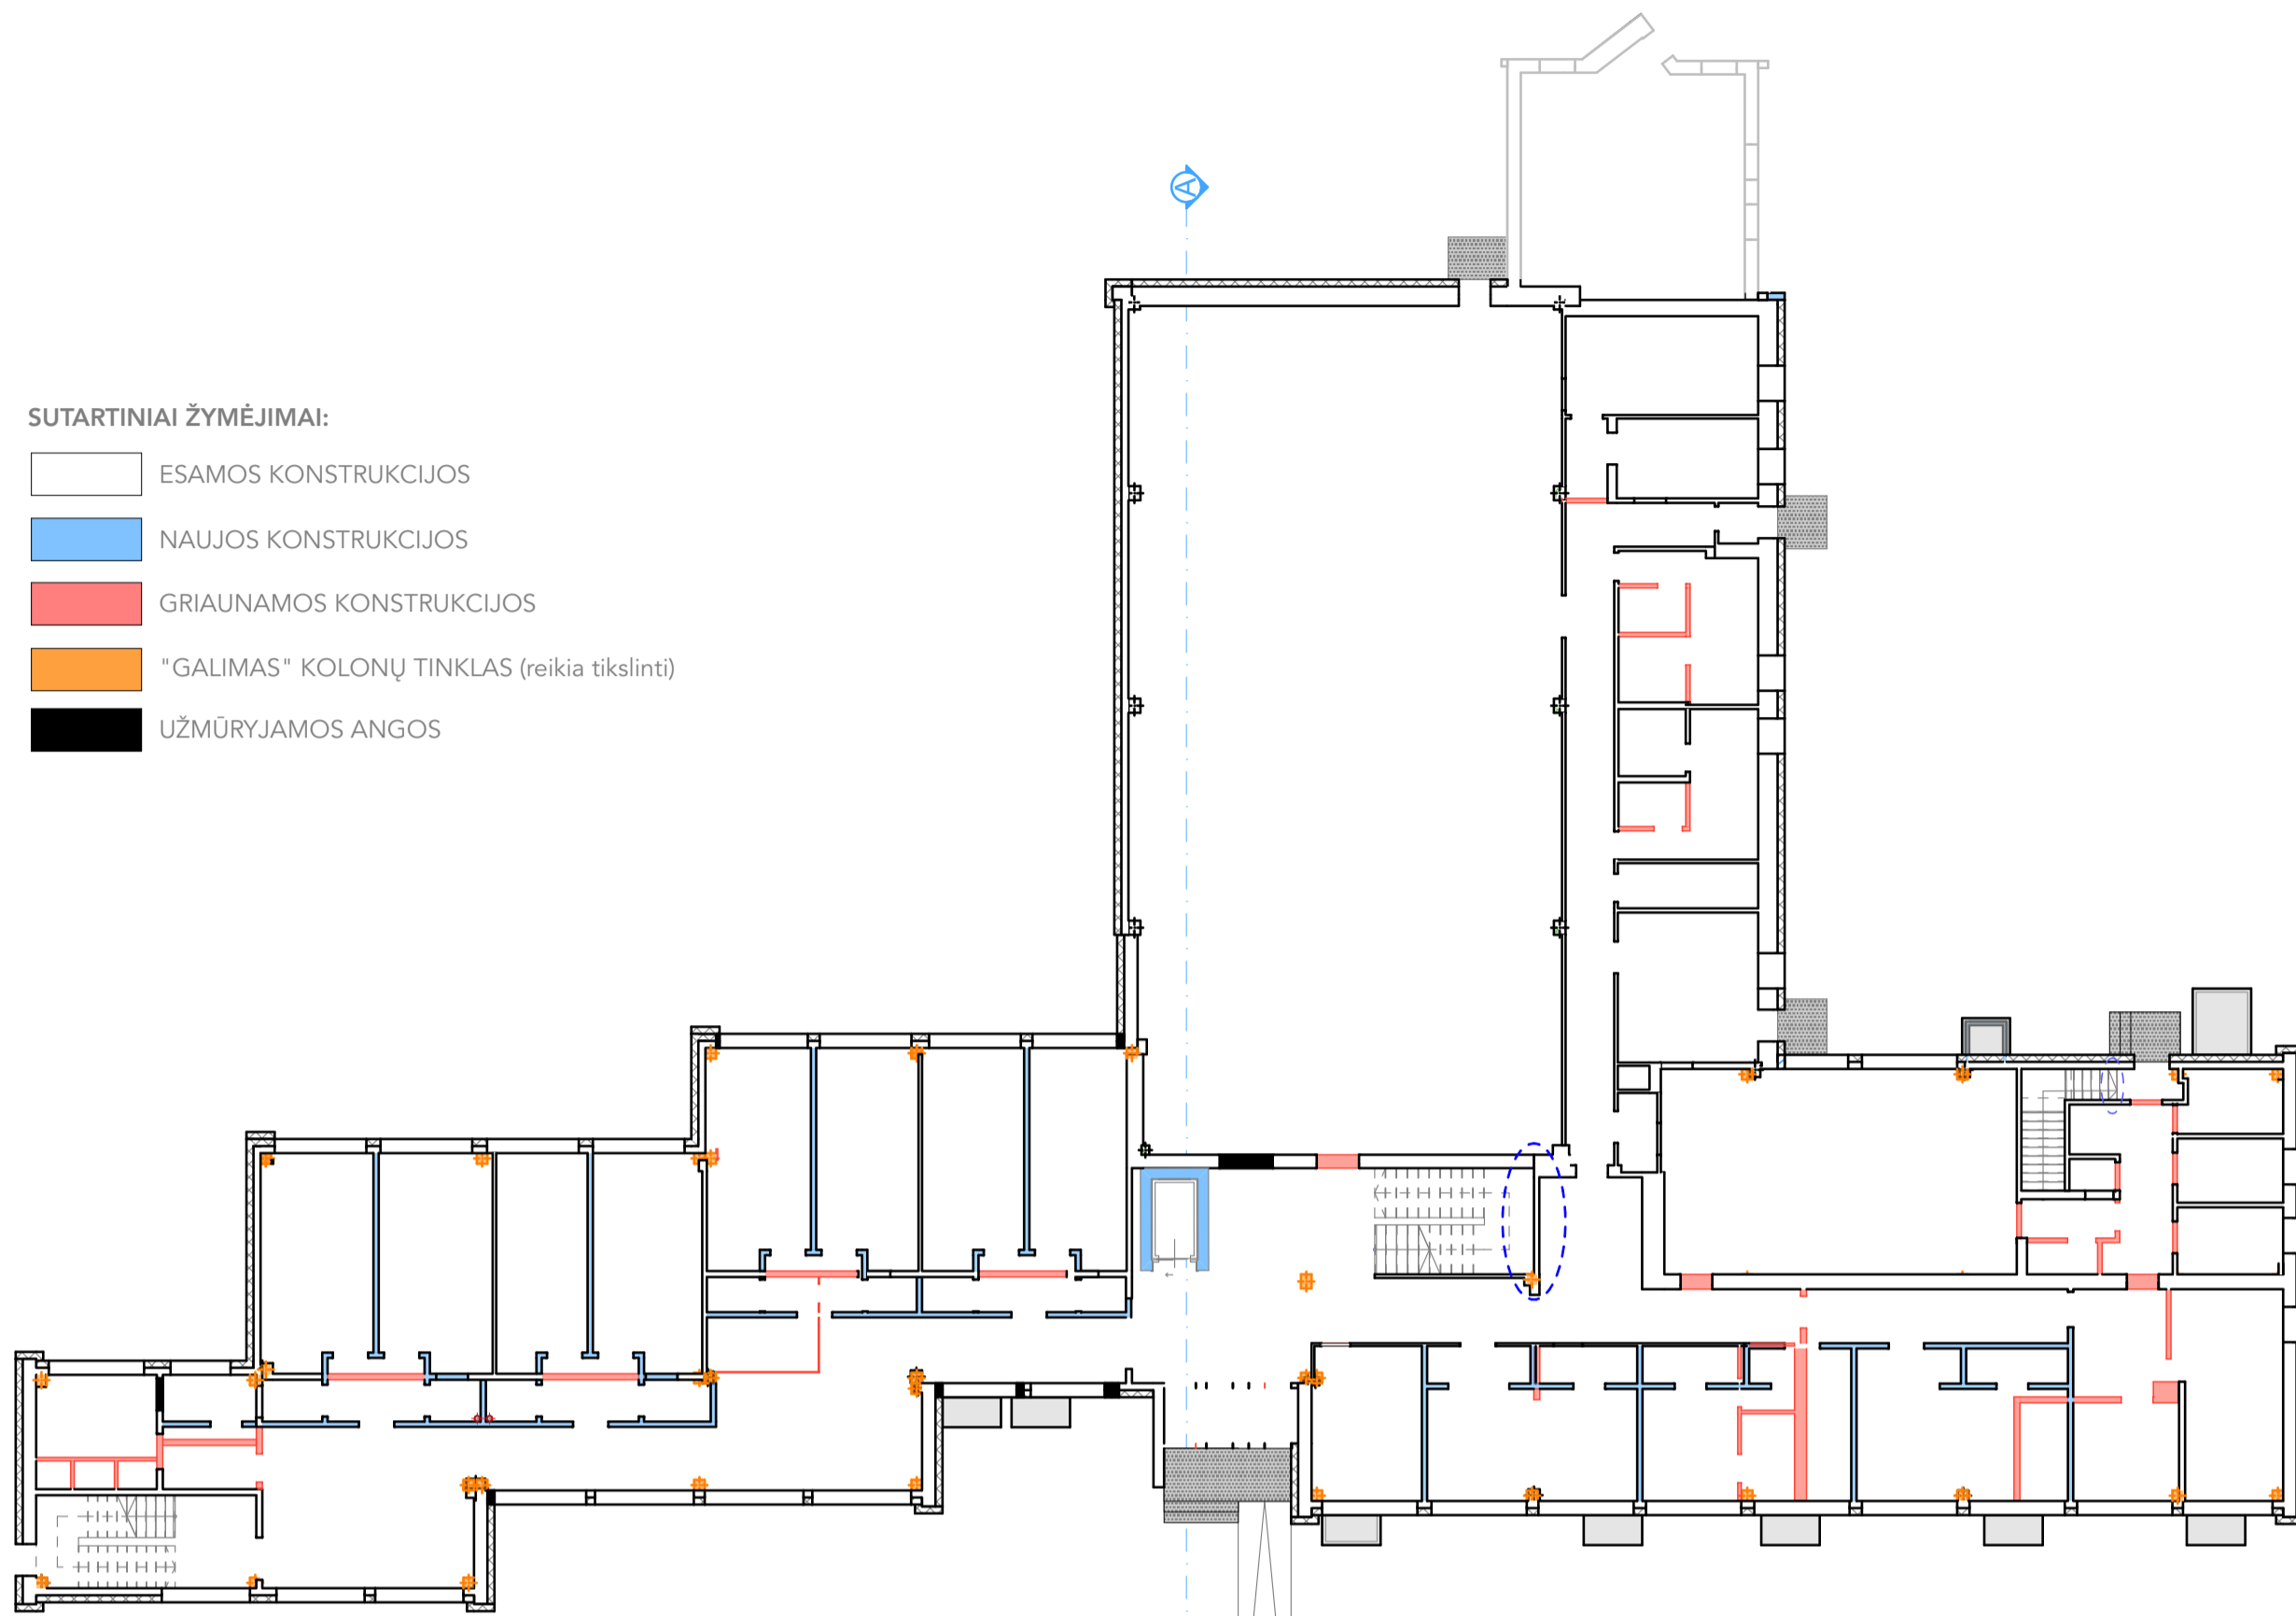 A
SUTARTINIAI ŽYMĖJIMAI:
ESAMOS KONSTRUKCIJOS
NAUJOS KONSTRUKCIJOS
GRIAUNAMOS KONSTRUKCIJOS
"GALIMAS" KOLONŲ TINKLAS (reikia tikslinti)
UŽMŪRYJAMOS ANGOS